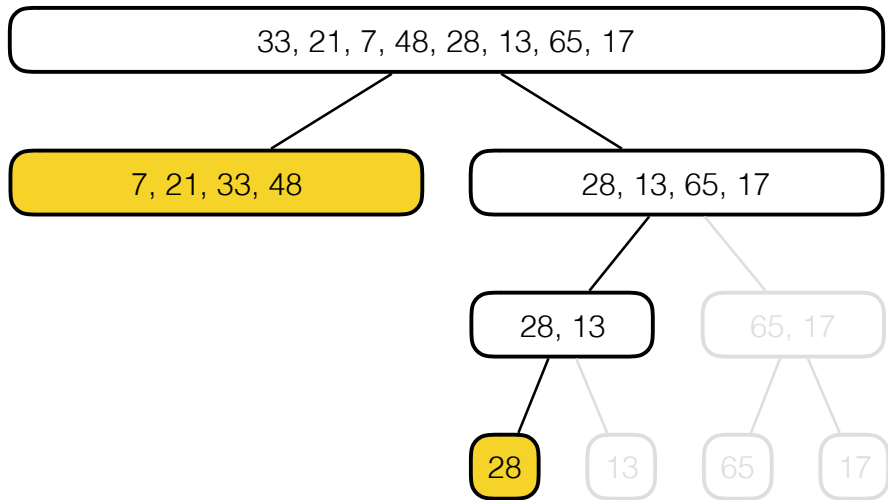 33, 21, 7, 48, 28, 13, 65, 17
7, 21, 33, 48
28, 13, 65, 17
28, 13
65, 17
28
13
65
17